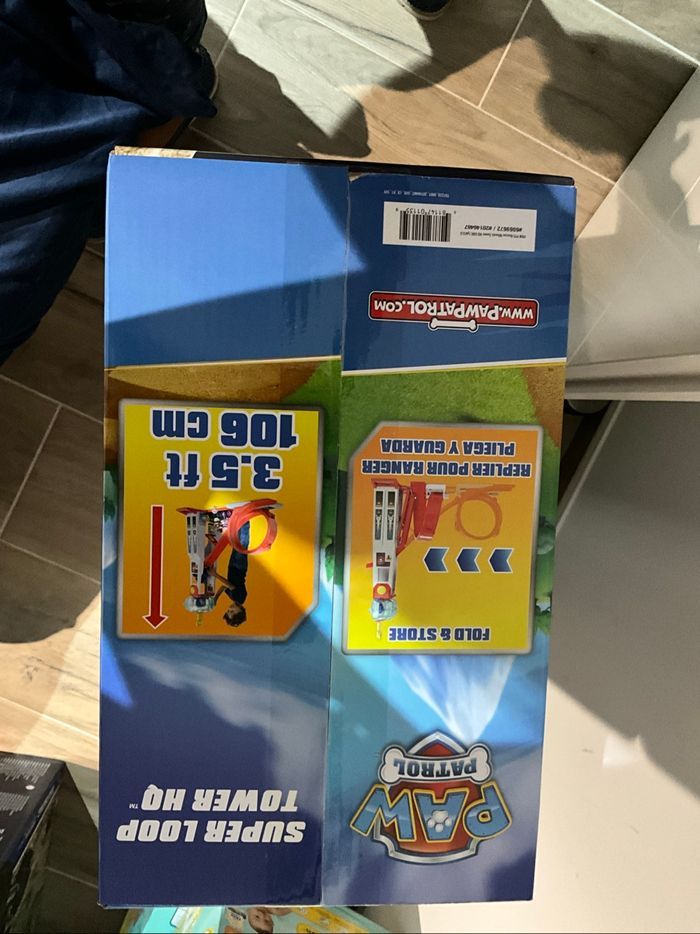 PAW
PATROL
FOLD & STORE
REPLIER POUR RANGER
PLIEGA Y GUARDA
www.PawPatrol.com
SUPER LOOP
TOWER HQ™
3.5 ft
106 cm